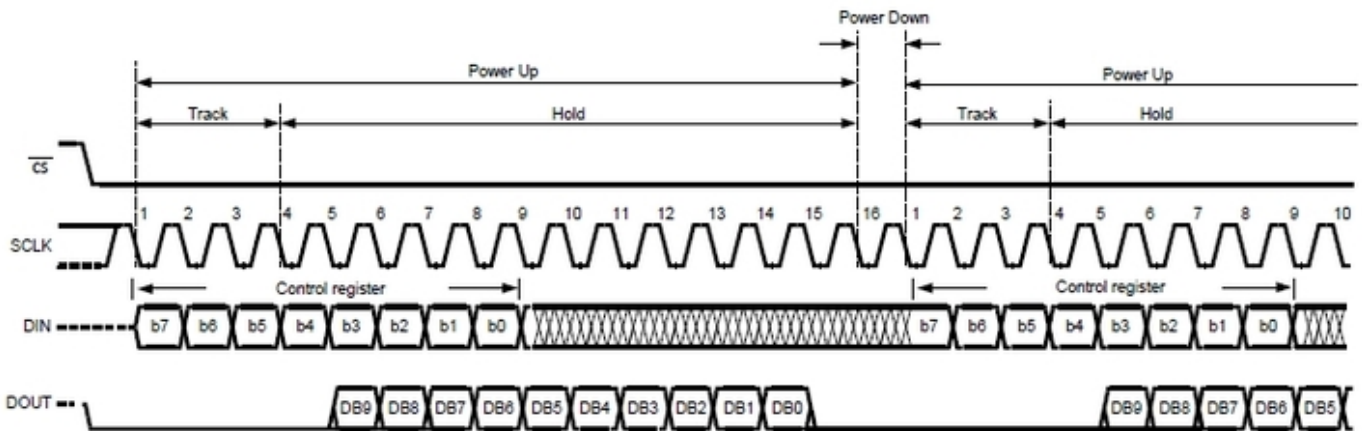 Power Down
Power Up Power Up
Track Hold Track Hold
CS
1 2 3 4 5 6 7 8 9 10 11 12 13 14 15 16 1 2 3 4 5 6 7 8 9 10
SCLK
Control register Control register
DIN b7 b6 b5 b4 b3 b2 b1 b0 b7 b6 b5 b4 b3 b2 b1 b0
DOUT DB9 DB8 DB7 DB6 DB5 DB4 DB3 DB2 DB1 DB0 DB9 DB8 DB7 DB6 DB5